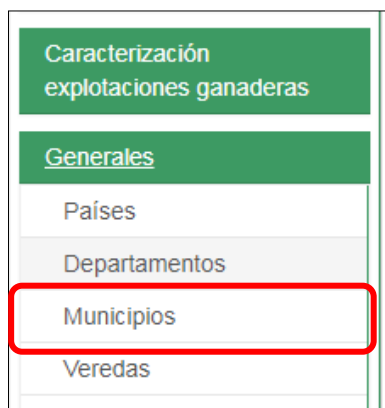 Caracterización
explotaciones ganaderas
Generales
Países
Departamentos
Municipios
Veredas